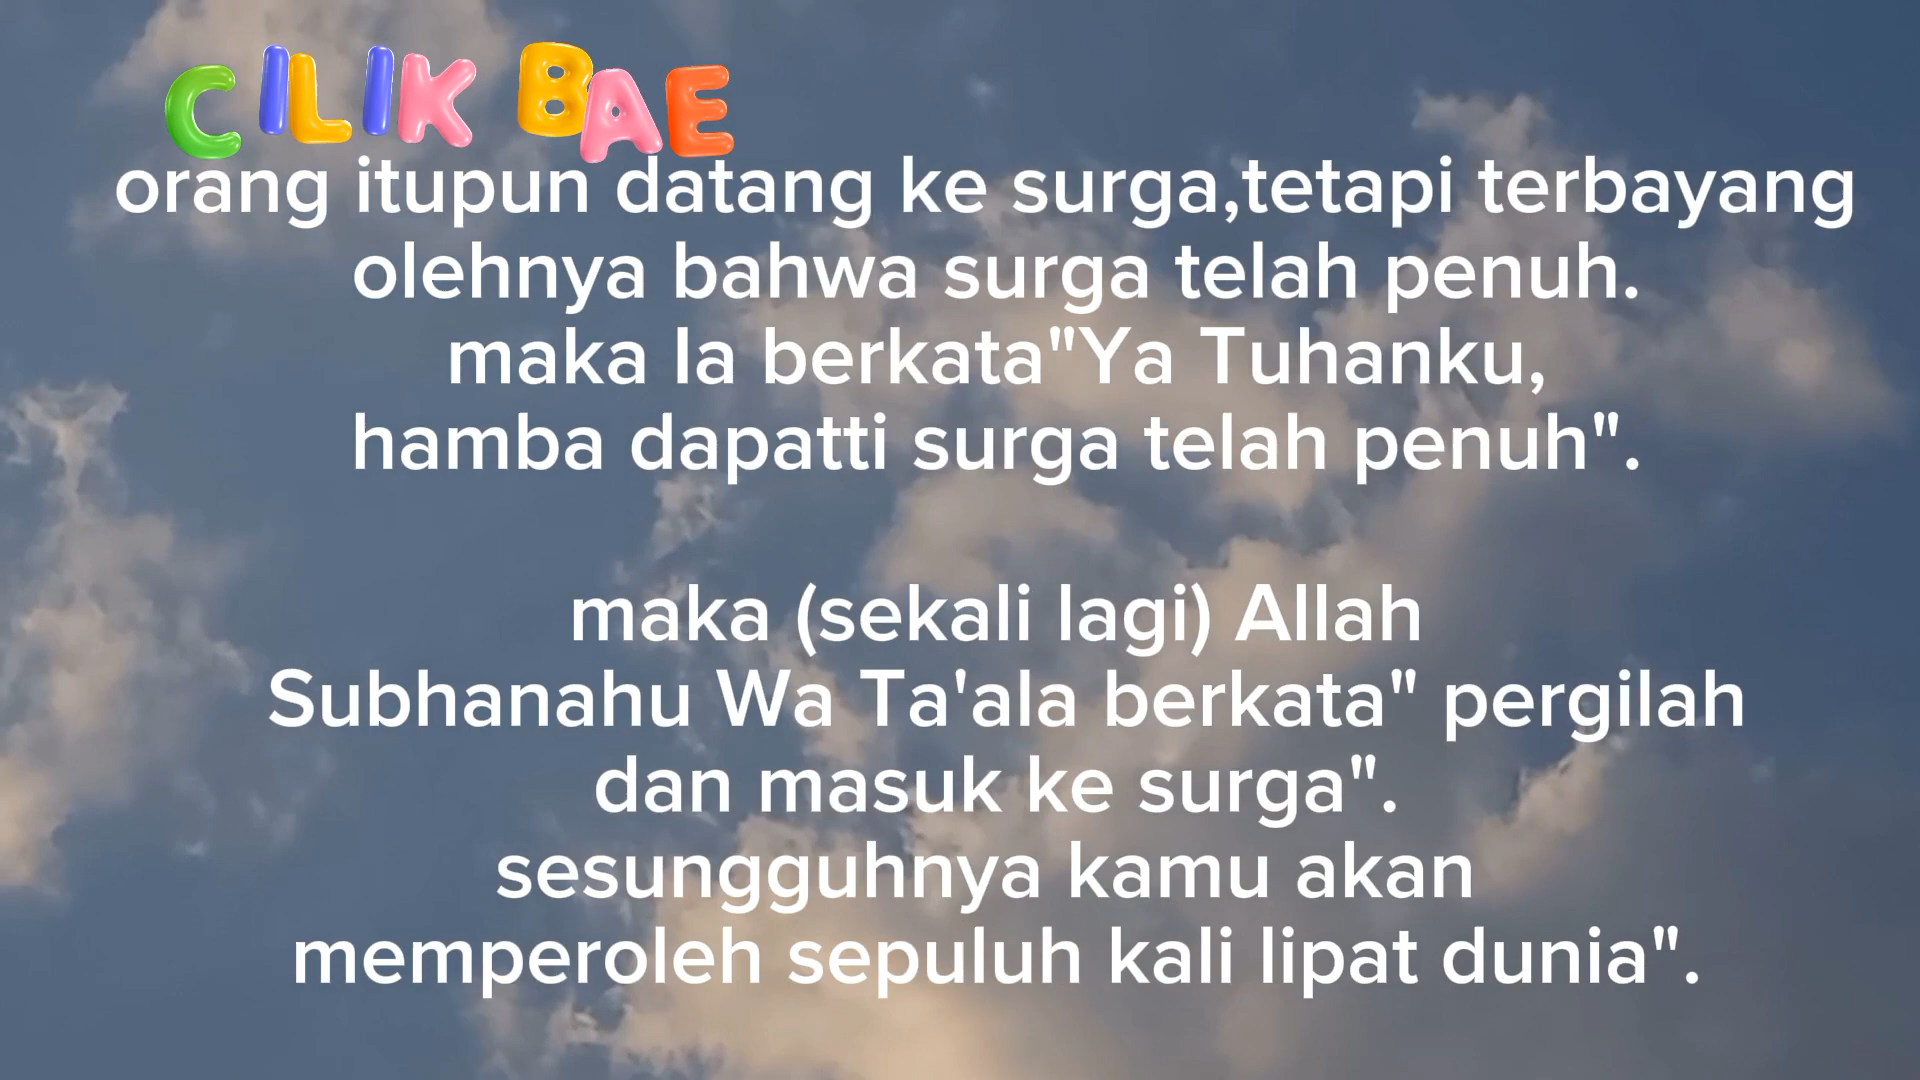 CILIK BAE
orang itupun datang ke surga,tetapi terbayang
olehnya bahwa surga telah penuh.
maka Ia berkata"Ya Tuhanku,
hamba dapatti surga telah penuh".
maka (sekali lagi) Allah
Subhanahu Wa Ta'ala berkata" pergilah
dan masuk ke surga".
sesungguhnya kamu akan
memperoleh sepuluh kali lipat dunia".